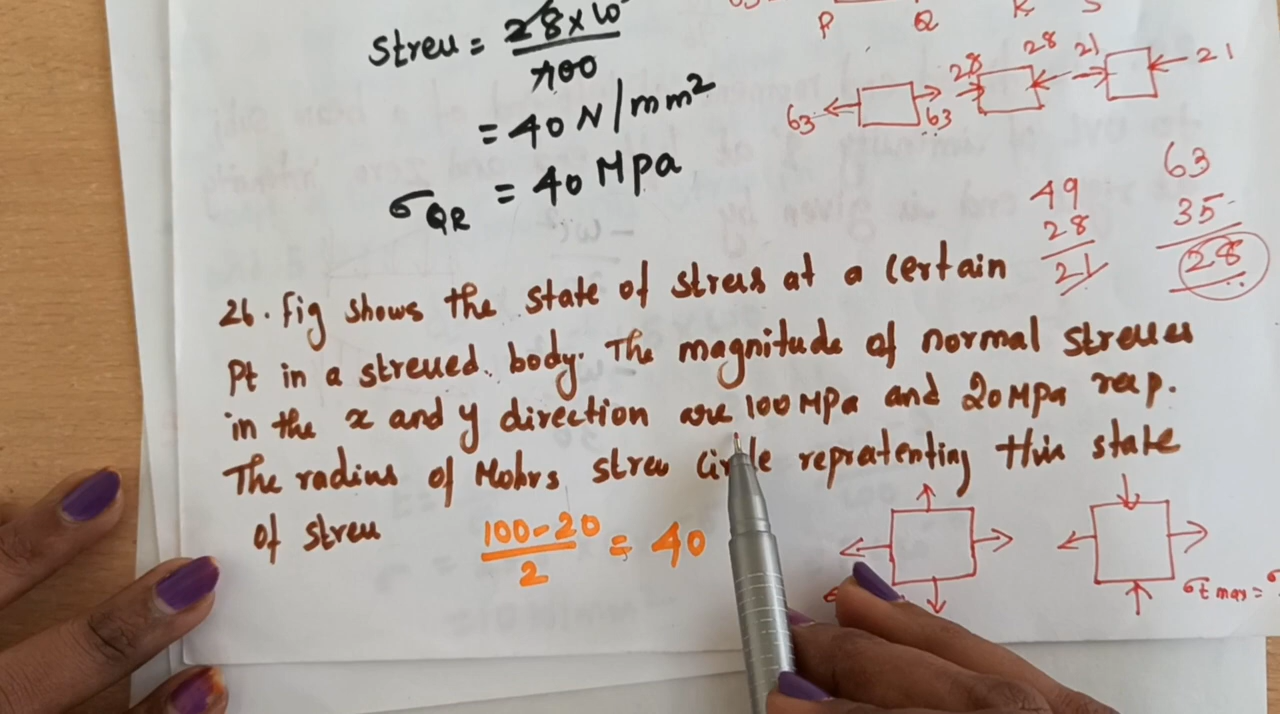 Stress = 28 × 10
700
= 40 N/mm²
σQR = 40 Mpa
P Q R S
63 63 28 28 21 21
49
28
21
63
35
28
26. Fig shows the state of stress at a certain
Pt in a stressed body. The magnitude of normal stresses
in the x and y direction are 100 MPa and 20 MPa resp.
The radius of Mohrs stress circle repratenting this state
of stress
100-20
2
= 40
σt max =